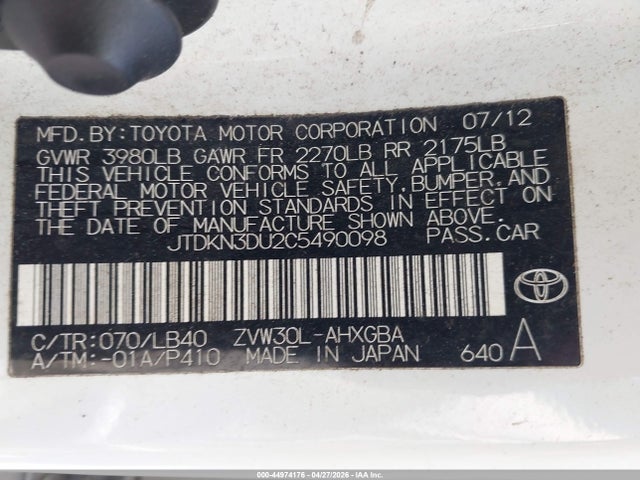 MFD. BY: TOYOTA MOTOR CORPORATION 07/12
GVWR 3980LB GAWR FR 2270LB RR 2175LB
THIS VEHICLE CONFORMS TO ALL APPLICABLE
FEDERAL MOTOR VEHICLE SAFETY, BUMPER, AND
THEFT PREVENTION STANDARDS IN EFFECT ON
THE DATE OF MANUFACTURE SHOWN ABOVE.
JTDKN3DU2C5490098 PASS. CAR
C/TR: 070/LB40 ZVW30L-AHXGBA
A/TM: -01A/P410 MADE IN JAPAN 640 A
000-44974176 • 04/27/2026 • IAA Inc.